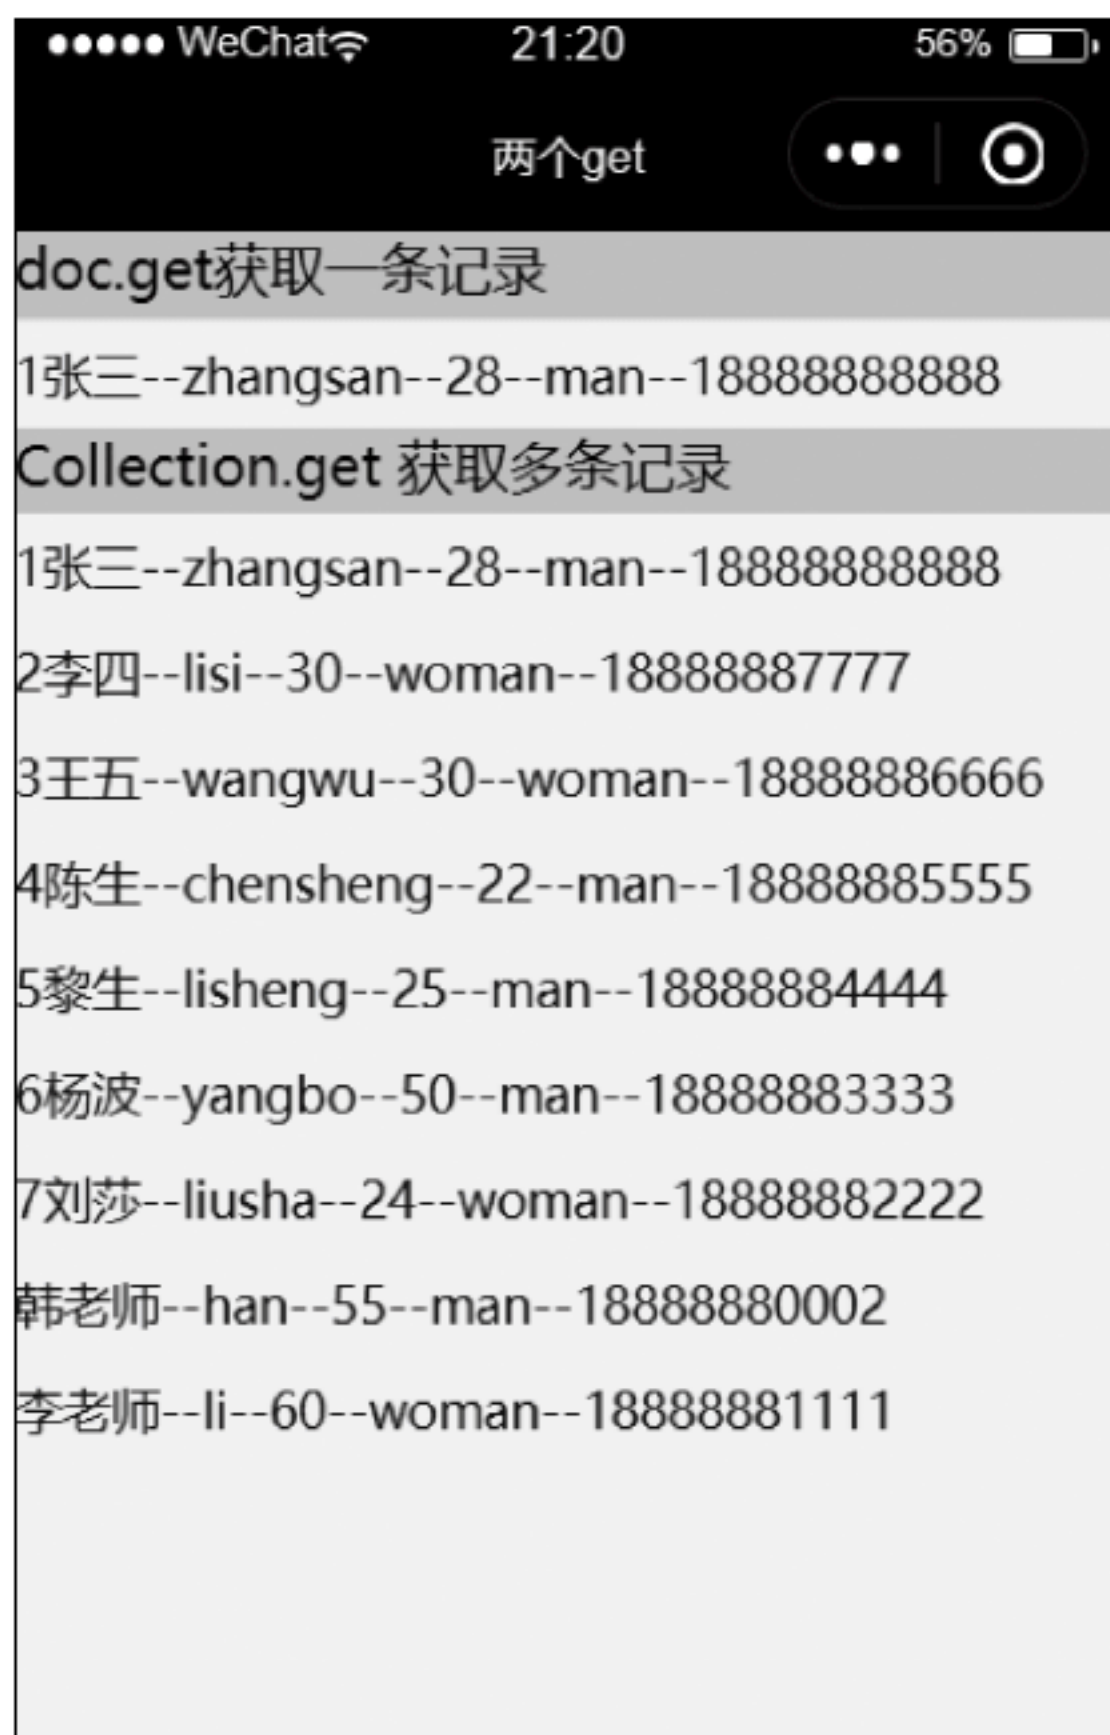 WeChat 21:20 56%
两个get
doc.get获取一条记录
1张三--zhangsan--28--man--18888888888
Collection.get 获取多条记录
1张三--zhangsan--28--man--18888888888
2李四--lisi--30--woman--18888887777
3王五--wangwu--30--woman--18888886666
4陈生--chensheng--22--man--18888885555
5黎生--lisheng--25--man--18888884444
6杨波--yangbo--50--man--18888883333
7刘莎--liusha--24--woman--18888882222
韩老师--han--55--man--18888880002
李老师--li--60--woman--18888881111